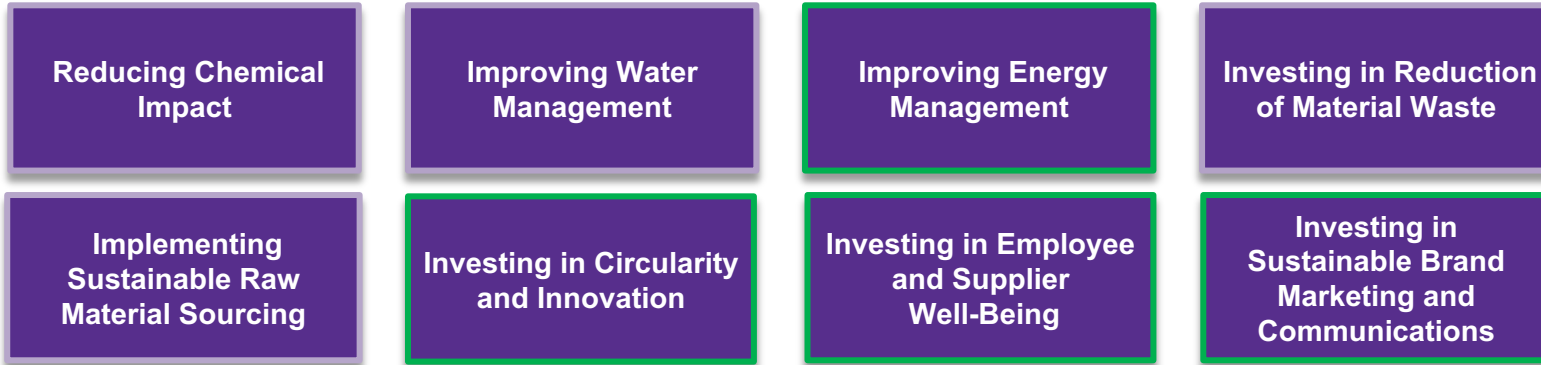 Reducing Chemical
Impact
Improving Water
Management
Improving Energy
Management
Investing in Reduction
of Material Waste
Implementing
Sustainable Raw
Material Sourcing
Investing in Circularity
and Innovation
Investing in Employee
and Supplier
Well-Being
Investing in
Sustainable Brand
Marketing and
Communications